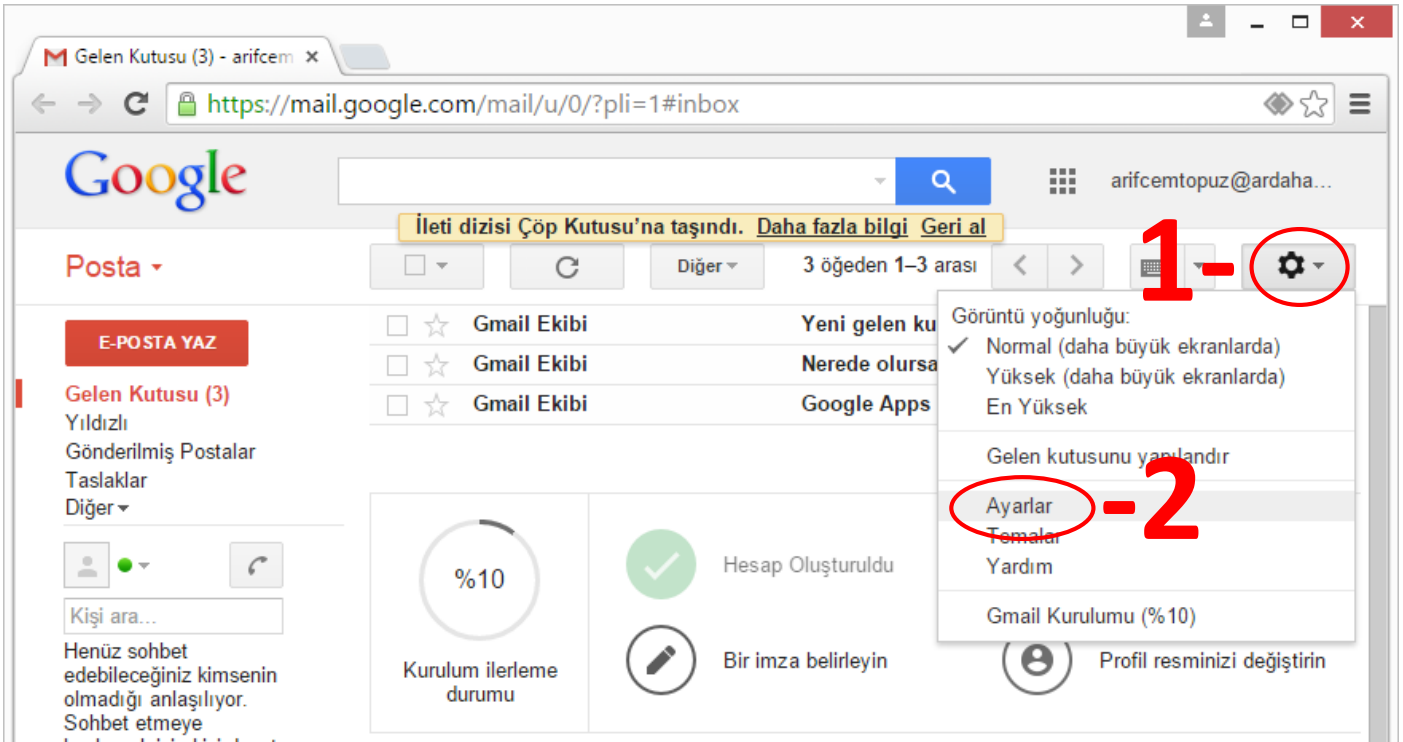 Gelen Kutusu (3) - arifcem
https://mail.google.com/mail/u/0/?pli=1#inbox
Google
arifcemtopuz@ardaha...
İleti dizisi Çöp Kutusu'na taşındı. Daha fazla bilgi Geri al
Posta
Diğer
3 öğeden 1–3 arası
1-
E-POSTA YAZ
Gelen Kutusu (3)
Yıldızlı
Gönderilmiş Postalar
Taslaklar
Diğer
Gmail Ekibi Yeni gelen ku
Gmail Ekibi Nerede olursa
Gmail Ekibi Google Apps
Görüntü yoğunluğu:
Normal (daha büyük ekranlarda)
Yüksek (daha büyük ekranlarda)
En Yüksek
Gelen kutusunu yapılandır
Ayarlar
-2
Temalar
Yardım
Gmail Kurulumu (%10)
Kişi ara...
Henüz sohbet
edebileceğiniz kimsenin
olmadığı anlaşılıyor.
Sohbet etmeye
%10
Kurulum ilerleme
durumu
Hesap Oluşturuldu
Bir imza belirleyin
Profil resminizi değiştirin